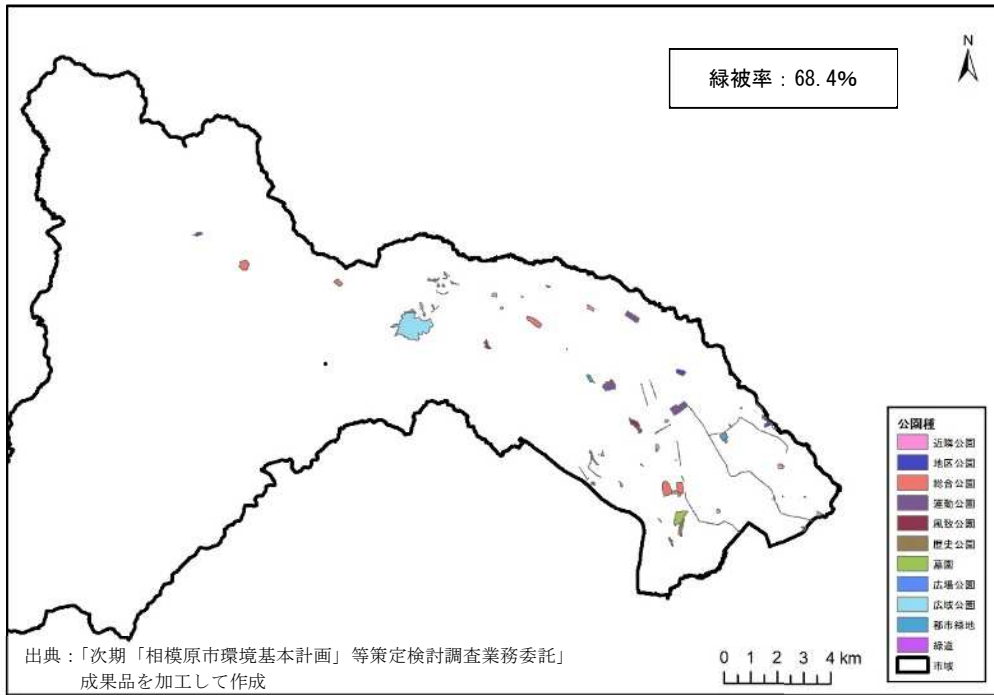 緑被率：68.4%
N
公園種
近隣公園
地区公園
総合公園
運動公園
風致公園
歴史公園
墓園
広場公園
広域公園
都市緑地
緑道
市域
出典：「次期「相模原市環境基本計画」等策定検討調査業務委託」
成果品を加工して作成
0 1 2 3 4 km